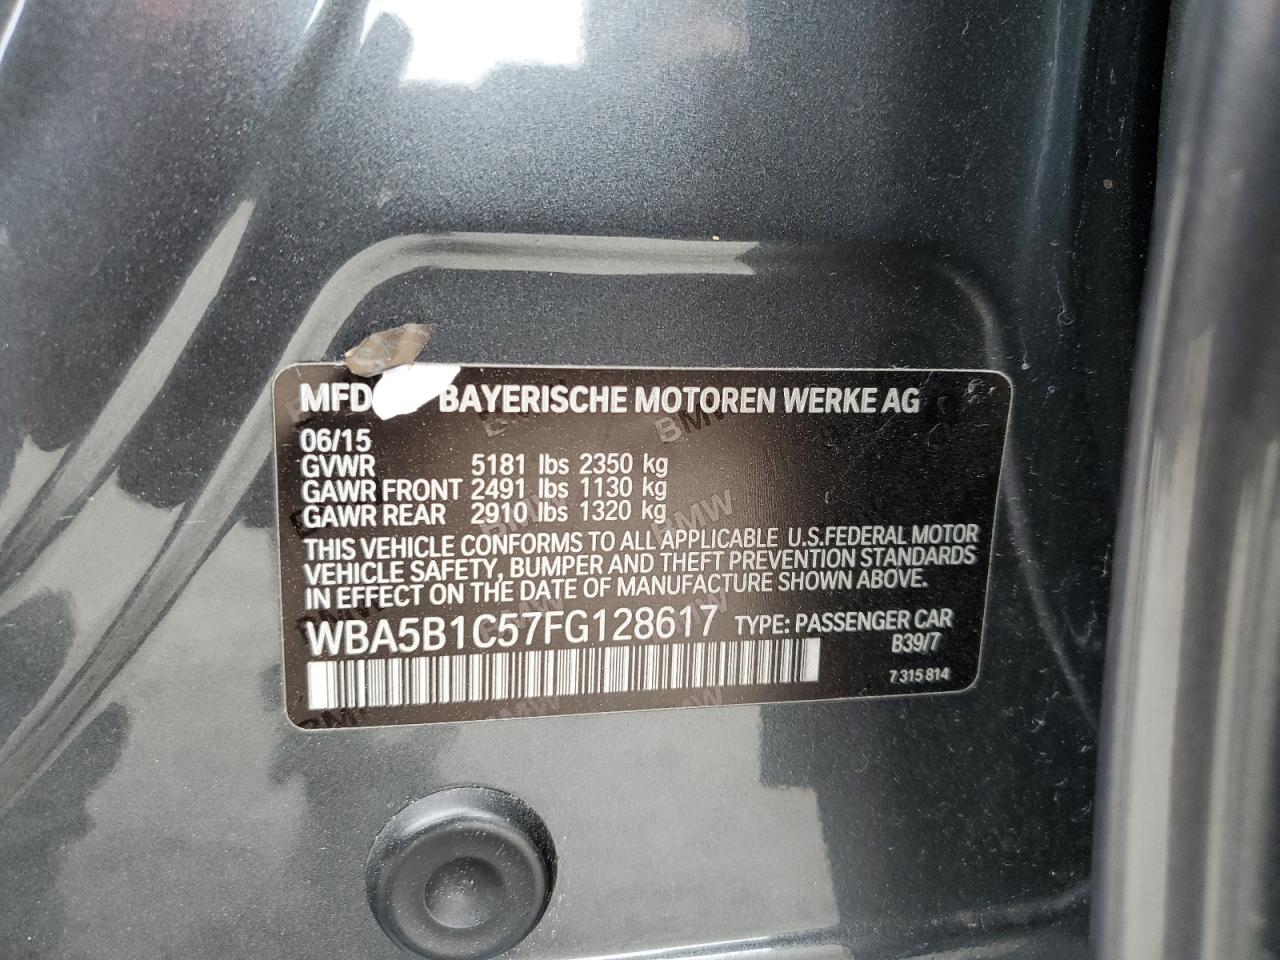 MFD BAYERISCHE MOTOREN WERKE AG
06/15
GVWR 5181 lbs 2350 kg
GAWR FRONT 2491 lbs 1130 kg
GAWR REAR 2910 lbs 1320 kg
THIS VEHICLE CONFORMS TO ALL APPLICABLE U.S.FEDERAL MOTOR
VEHICLE SAFETY, BUMPER AND THEFT PREVENTION STANDARDS
IN EFFECT ON THE DATE OF MANUFACTURE SHOWN ABOVE.
WBA5B1C57FG128617 TYPE: PASSENGER CAR
B39/7
7 315 814